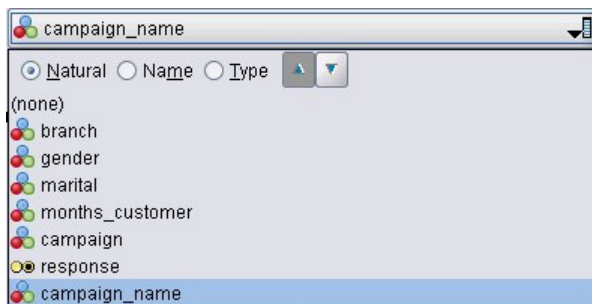 campaign_name
Natural Name Type
(none)
branch
gender
marital
months_customer
campaign
response
campaign_name